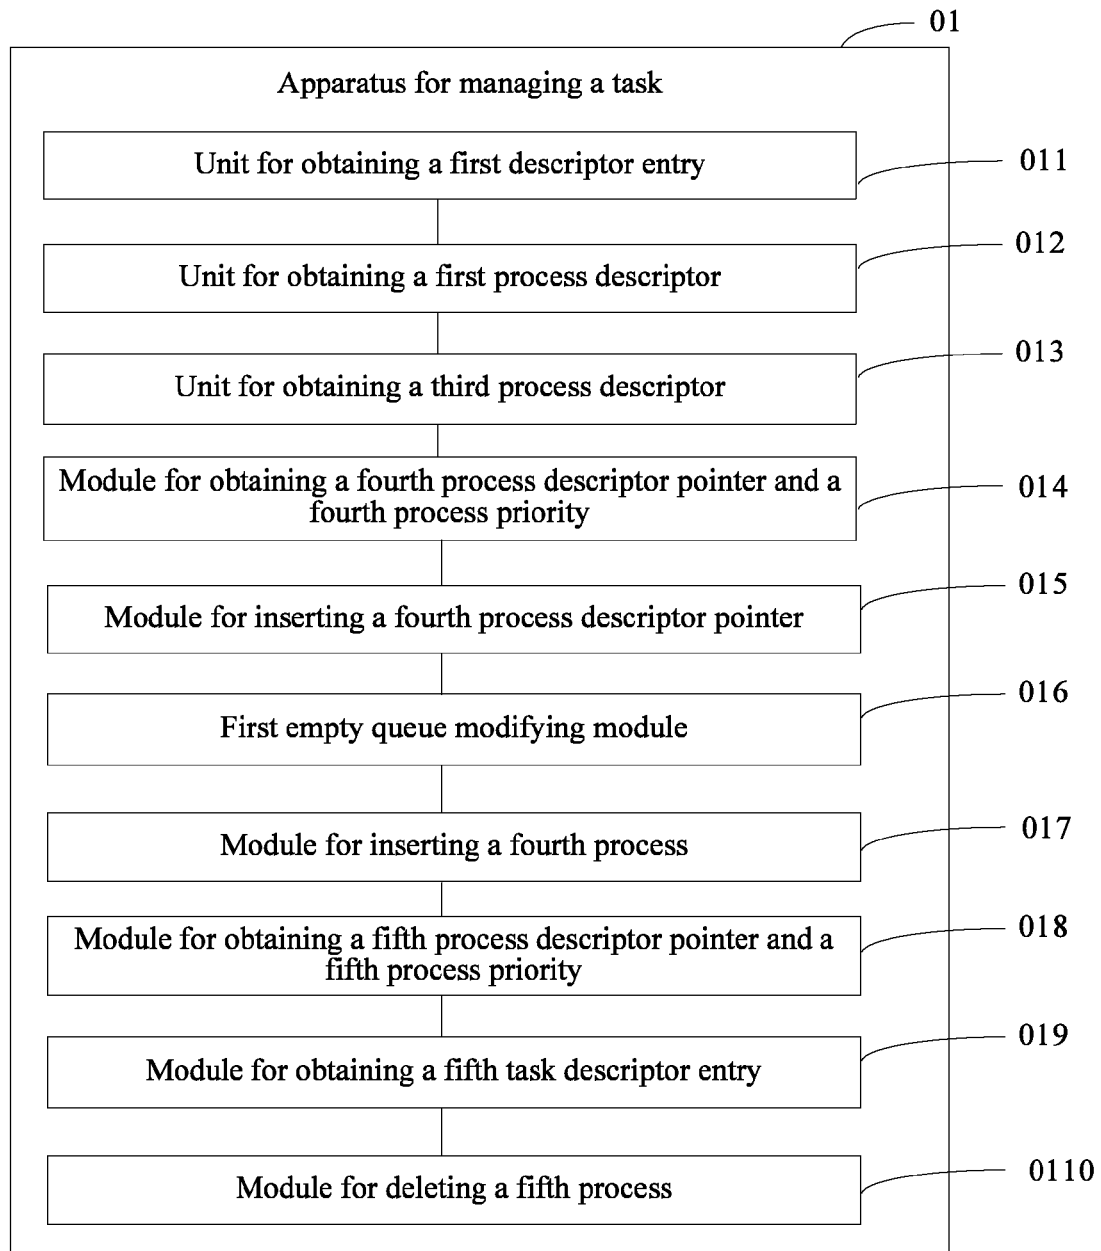 01
Apparatus for managing a task
Unit for obtaining a first descriptor entry
011
Unit for obtaining a first process descriptor
012
Unit for obtaining a third process descriptor
013
Module for obtaining a fourth process descriptor pointer and a
fourth process priority
014
Module for inserting a fourth process descriptor pointer
015
First empty queue modifying module
016
Module for inserting a fourth process
017
Module for obtaining a fifth process descriptor pointer and a
fifth process priority
018
Module for obtaining a fifth task descriptor entry
019
Module for deleting a fifth process
0110